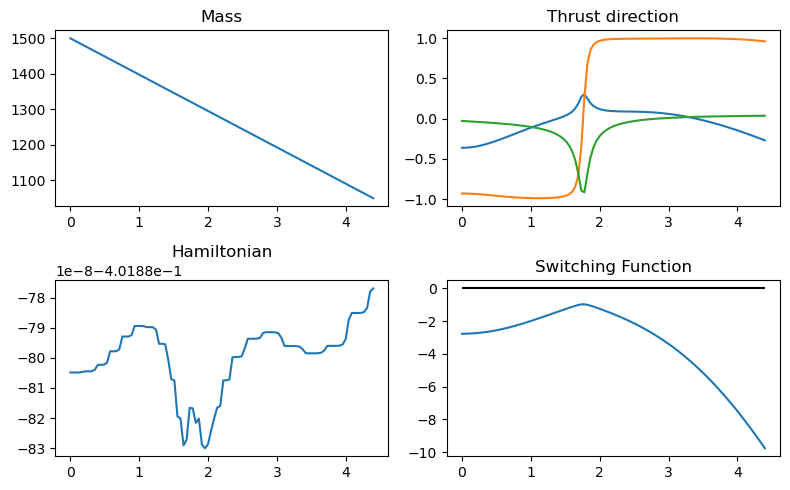 Mass
1500
1400
1300
1200
1100
0 1 2 3 4
Thrust direction
1.0
0.5
0.0
−0.5
−1.0
0 1 2 3 4
Hamiltonian
1e−8−4.0188e−1
−78
−79
−80
−81
−82
−83
0 1 2 3 4
Switching Function
0
−2
−4
−6
−8
−10
0 1 2 3 4